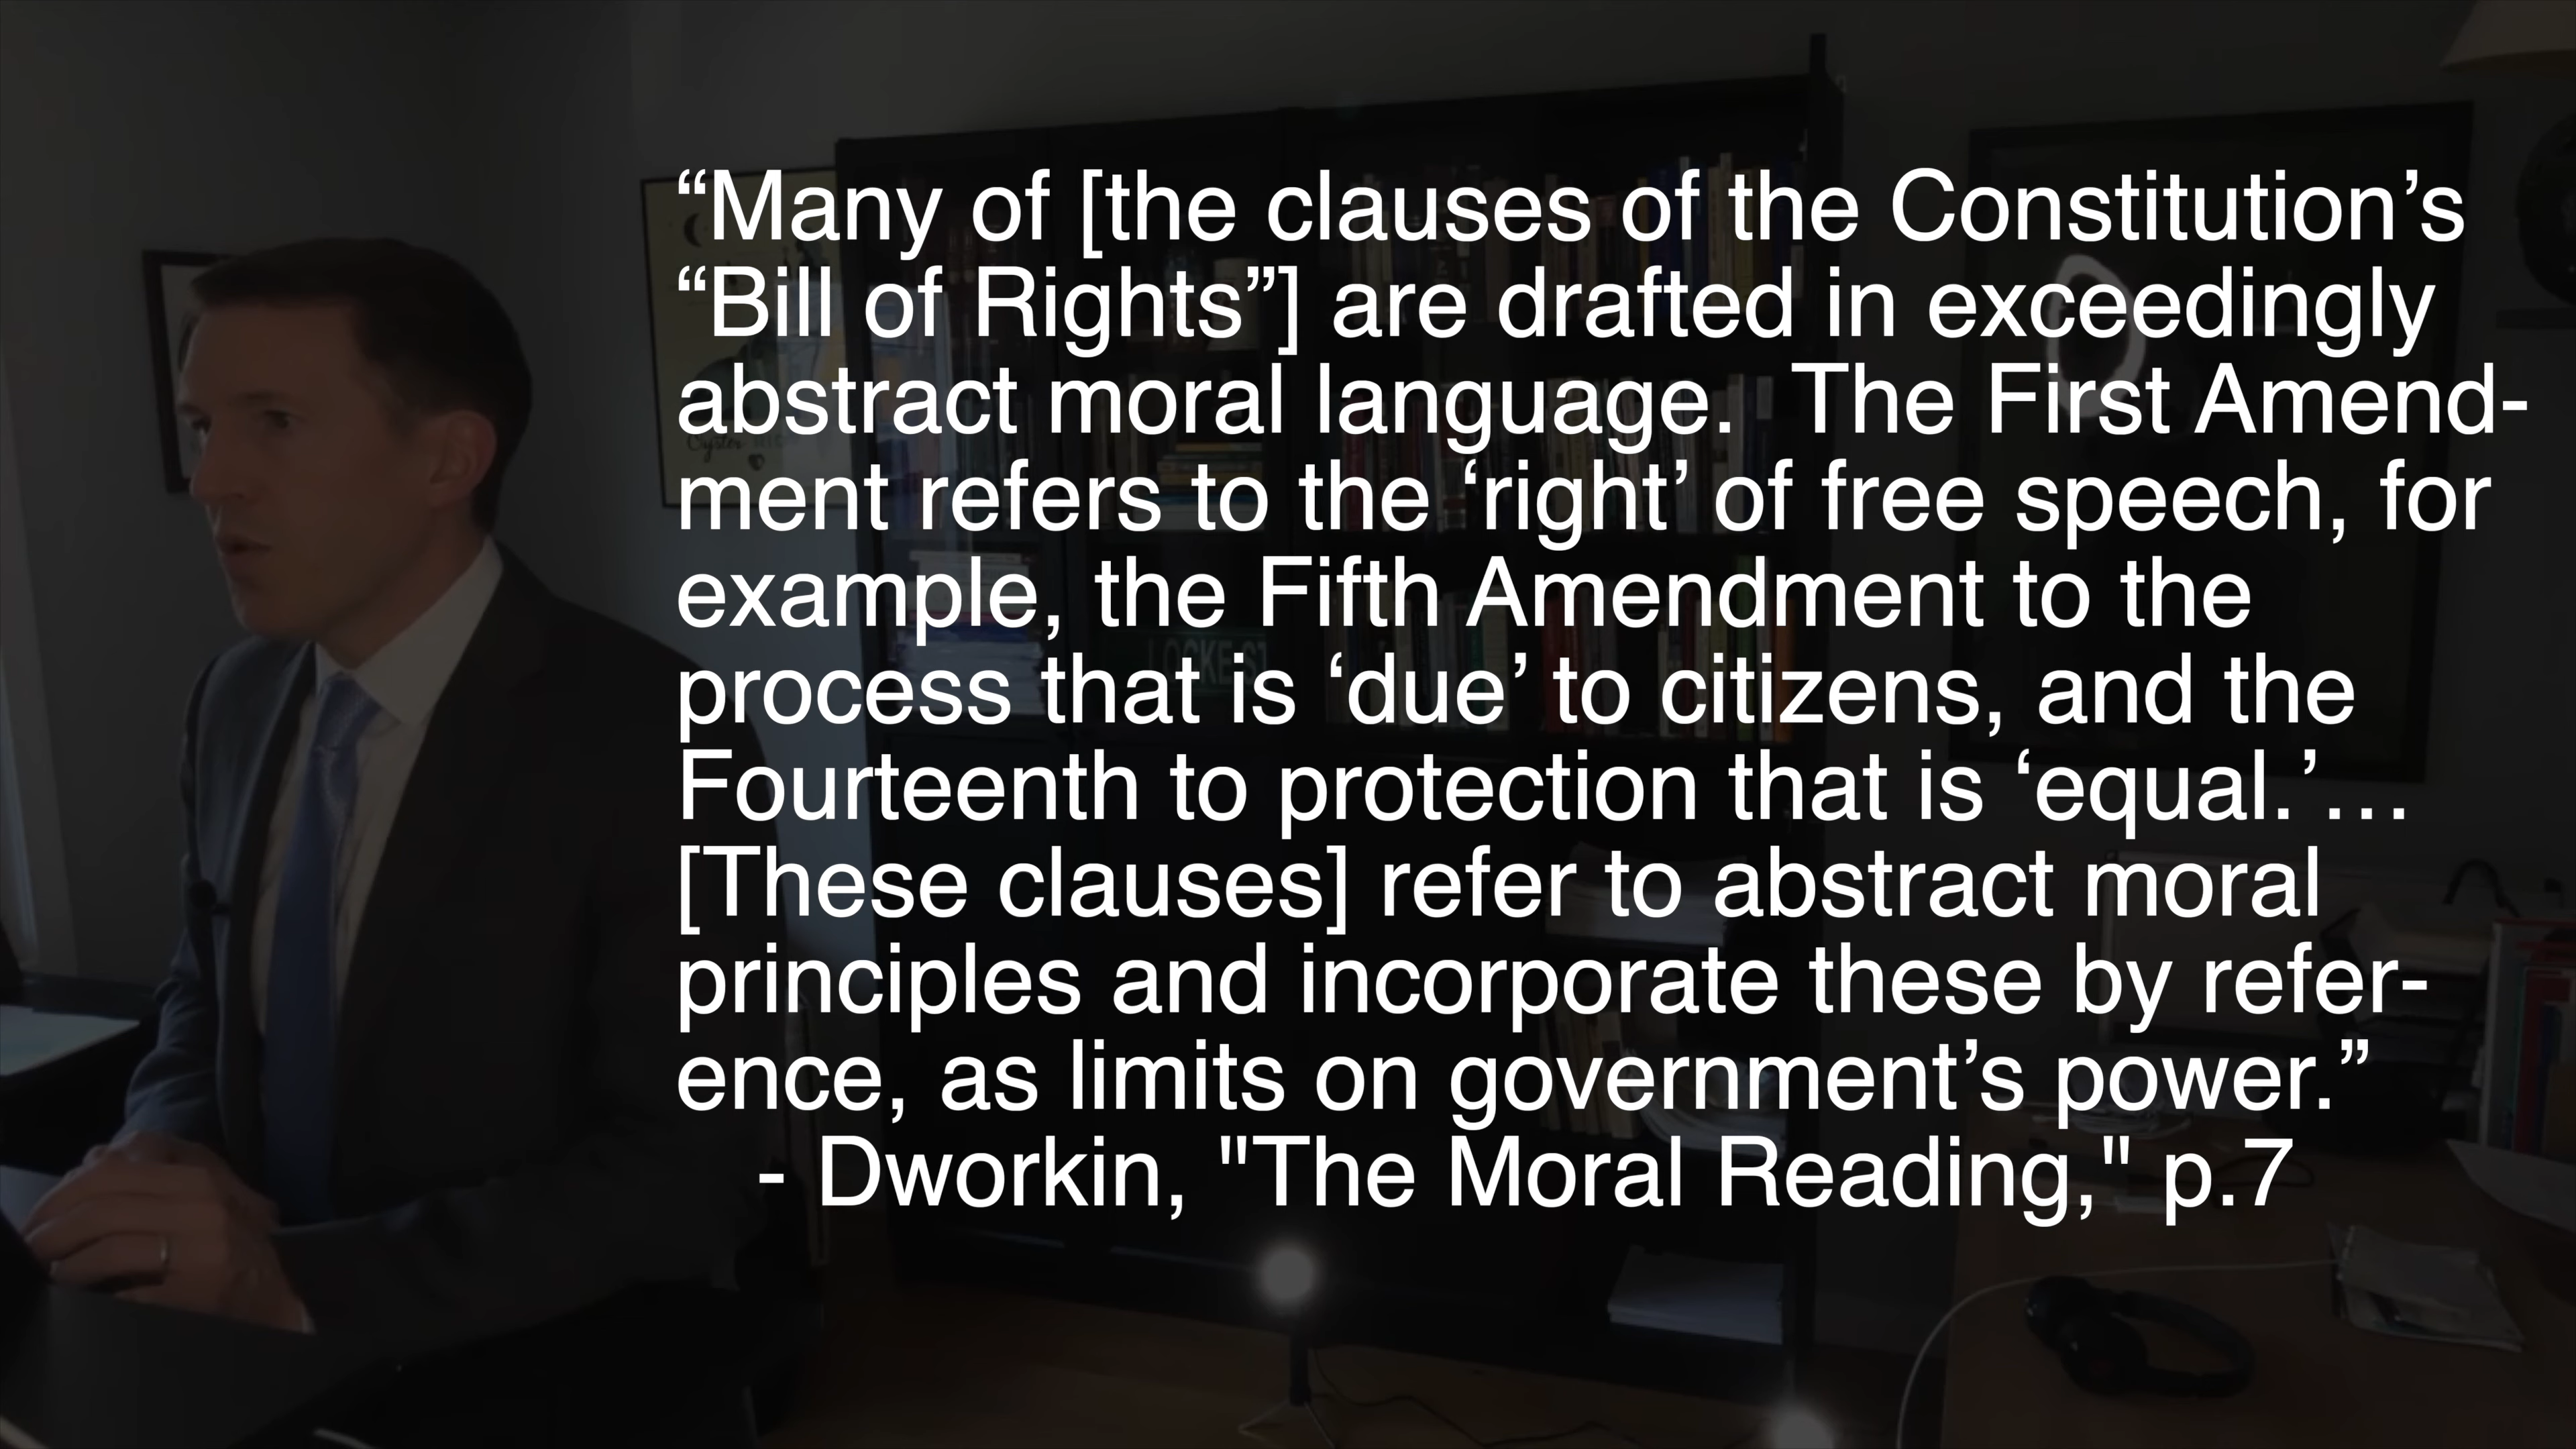 “Many of [the clauses of the Constitution’s
“Bill of Rights”] are drafted in exceedingly
abstract moral language.  The First Amend-
ment refers to the ‘right’ of free speech, for
example, the Fifth Amendment to the
process that is ‘due’ to citizens, and the
Fourteenth to protection that is ‘equal.’…
[These clauses] refer to abstract moral
principles and incorporate these by refer-
ence, as limits on government’s power.”
- Dworkin, "The Moral Reading," p.7
Oyster
LOCKE ST